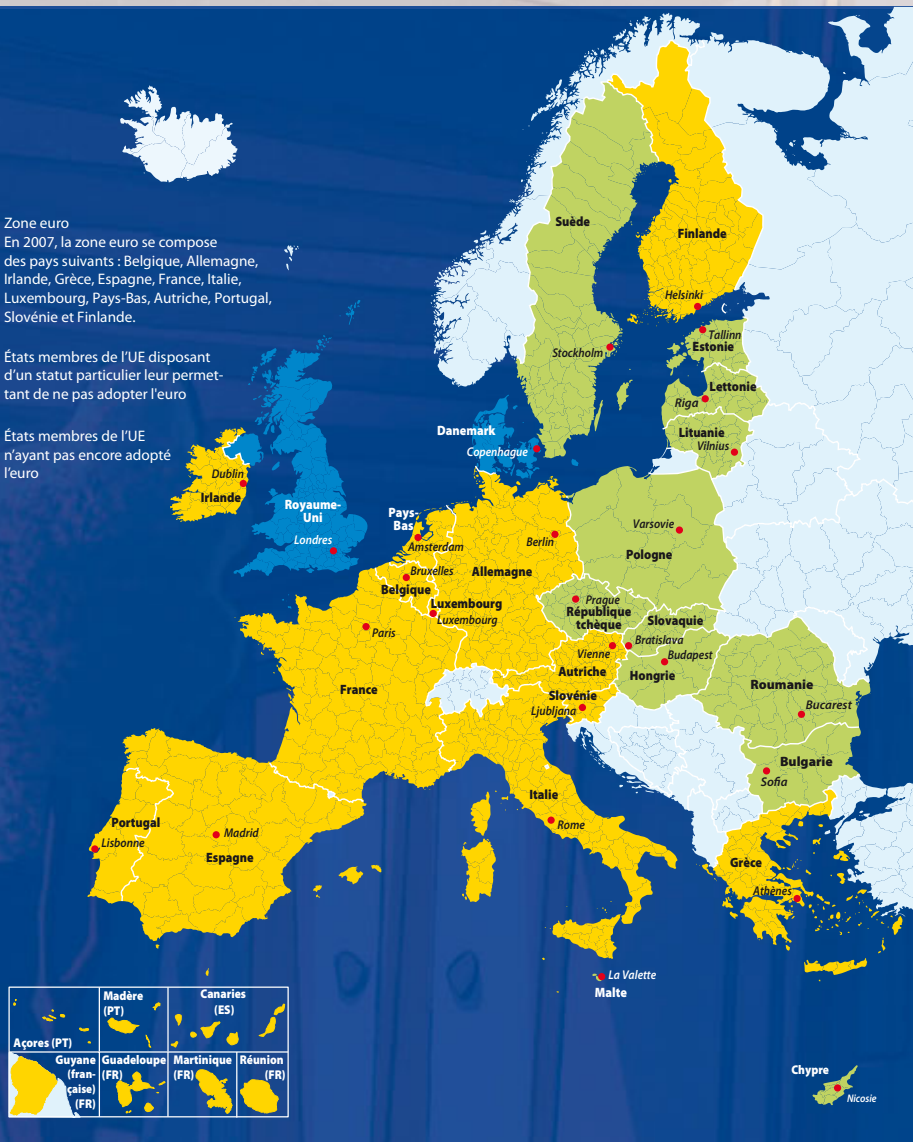 Zone euro
En 2007, la zone euro se compose
des pays suivants : Belgique, Allemagne,
Irlande, Grèce, Espagne, France, Italie,
Luxembourg, Pays-Bas, Autriche, Portugal,
Slovénie et Finlande.
États membres de l’UE disposant
d’un statut particulier leur permet-
tant de ne pas adopter l'euro
États membres de l’UE
n’ayant pas encore adopté
l’euro
Suède
Finlande
Helsinki
Stockholm
Tallinn
Estonie
Lettonie
Riga
Lituanie
Vilnius
Danemark
Copenhague
Dublin
Irlande
Royaume-
Uni
Londres
Pays-
Bas
Amsterdam
Berlin
Varsovie
Pologne
Bruxelles
Belgique
Allemagne
Luxembourg
Luxembourg
Prague
République
tchèque
Slovaquie
Paris
Bratislava
Vienne
Budapest
Autriche
Hongrie
France
Slovénie
Ljubljana
Roumanie
Bucarest
Bulgarie
Sofia
Italie
Rome
Portugal
Lisbonne
Madrid
Espagne
Grèce
Athènes
La Valette
Malte
Açores (PT)
Madère
(PT)
Canaries
(ES)
Guyane
(fran-
çaise)
(FR)
Guadeloupe
(FR)
Martinique
(FR)
Réunion
(FR)
Chypre
Nicosie